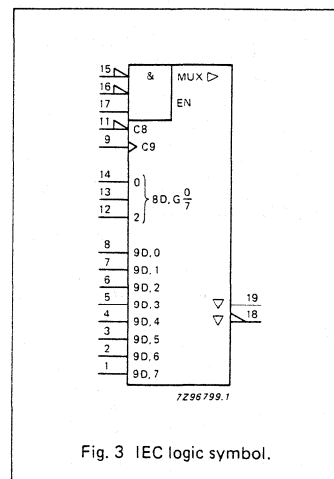 15 & MUX ▷
16
17 EN
11 C8
9 C9
14 0
13 8D, G 0/7
12 2
8 9D, 0
7 9D, 1
6 9D, 2
5 9D, 3 ▽ 19
4 9D, 4 ▽ 18
3 9D, 5
2 9D, 6
1 9D, 7
7Z96799.1
Fig. 3 IEC logic symbol.